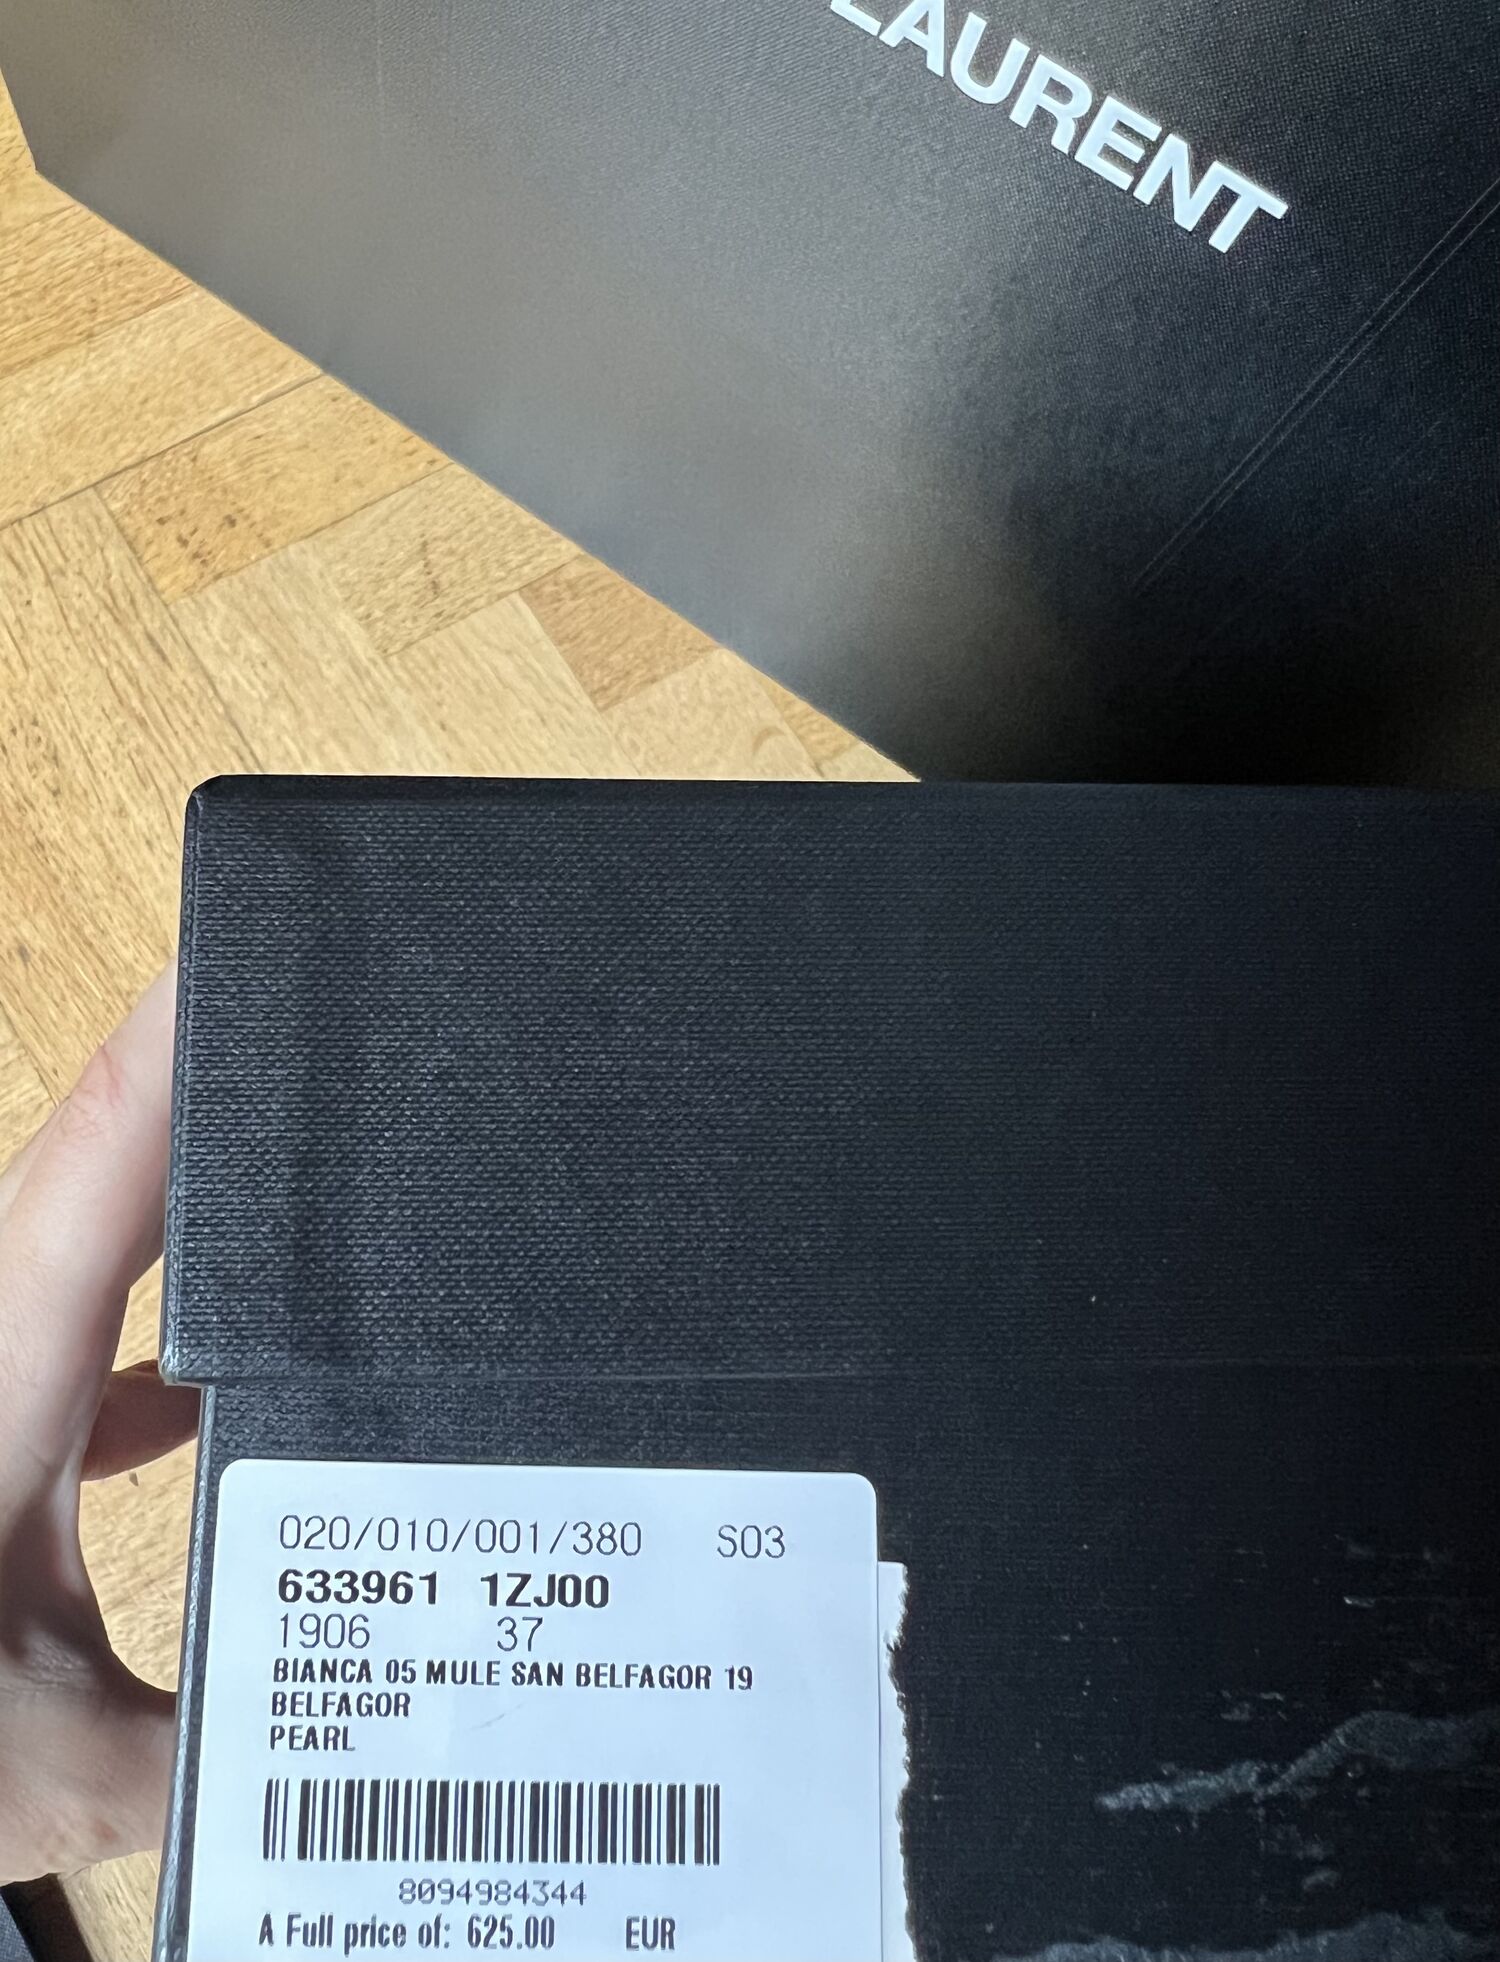 LAURENT
020/010/001/380 S03
633961 1ZJ00
1906 37
BIANCA 05 MULE SAN BELFAGOR 19
BELFAGOR
PEARL
8094984344
A Full price of: 625.00 EUR